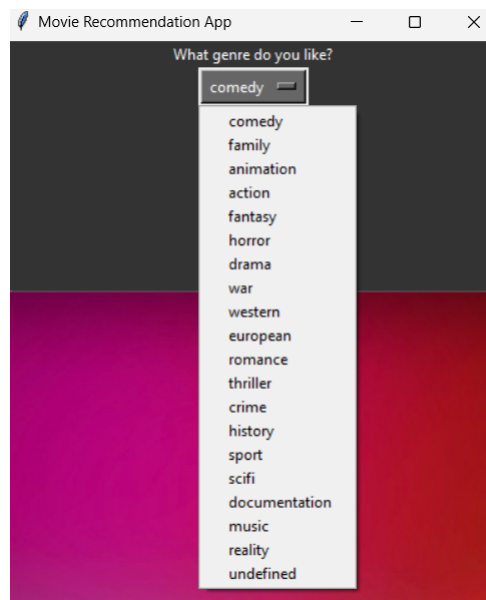 Movie Recommendation App
What genre do you like?
comedy
comedy
family
animation
action
fantasy
horror
drama
war
western
european
romance
thriller
crime
history
sport
scifi
documentation
music
reality
undefined